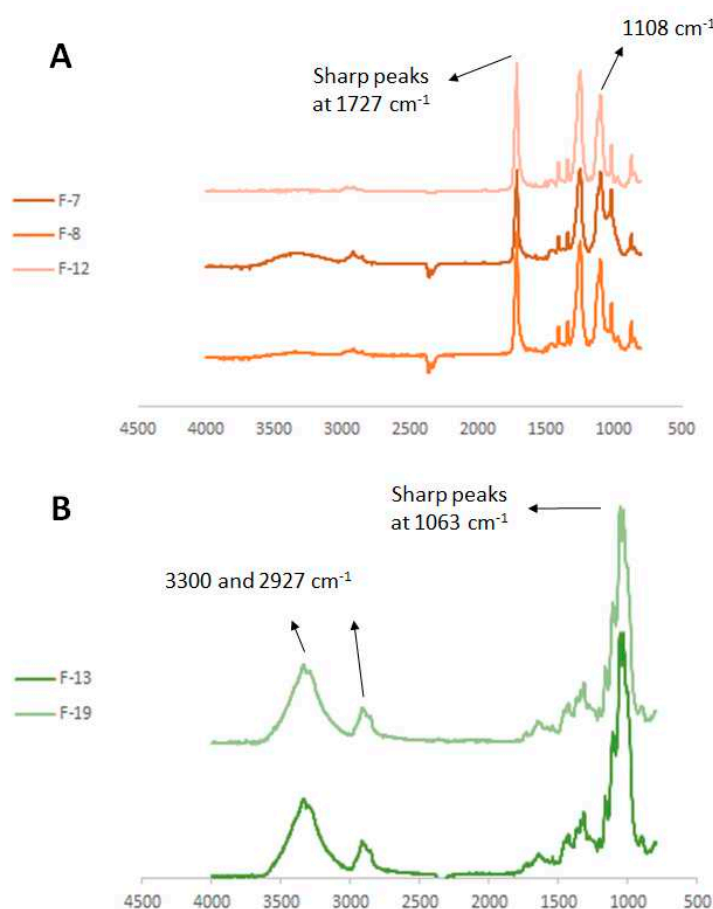 A
1108 cm⁻¹
Sharp peaks
at 1727 cm⁻¹
F-7
F-8
F-12
4500 4000 3500 3000 2500 2000 1500 1000 500
B
Sharp peaks
at 1063 cm⁻¹
3300 and 2927 cm⁻¹
F-13
F-19
4500 4000 3500 3000 2500 2000 1500 1000 500